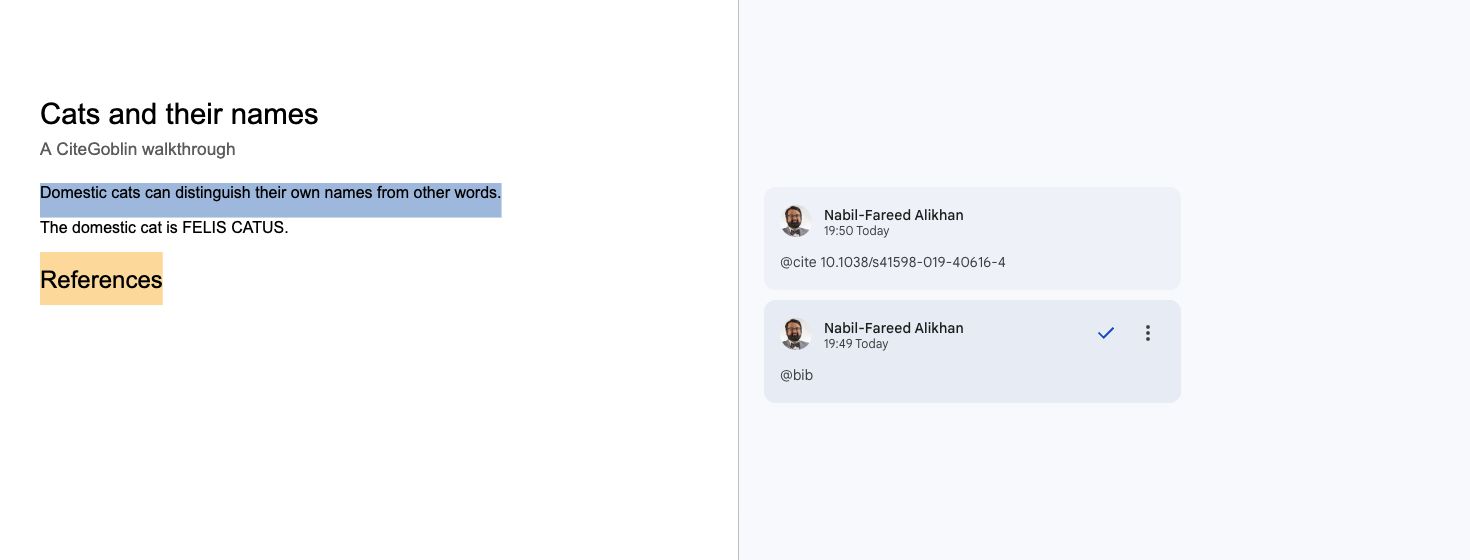 Cats and their names
A CiteGoblin walkthrough
Domestic cats can distinguish their own names from other words.
The domestic cat is FELIS CATUS.
References
Nabil-Fareed Alikhan
19:50 Today
@cite 10.1038/s41598-019-40616-4
Nabil-Fareed Alikhan
19:49 Today
@bib